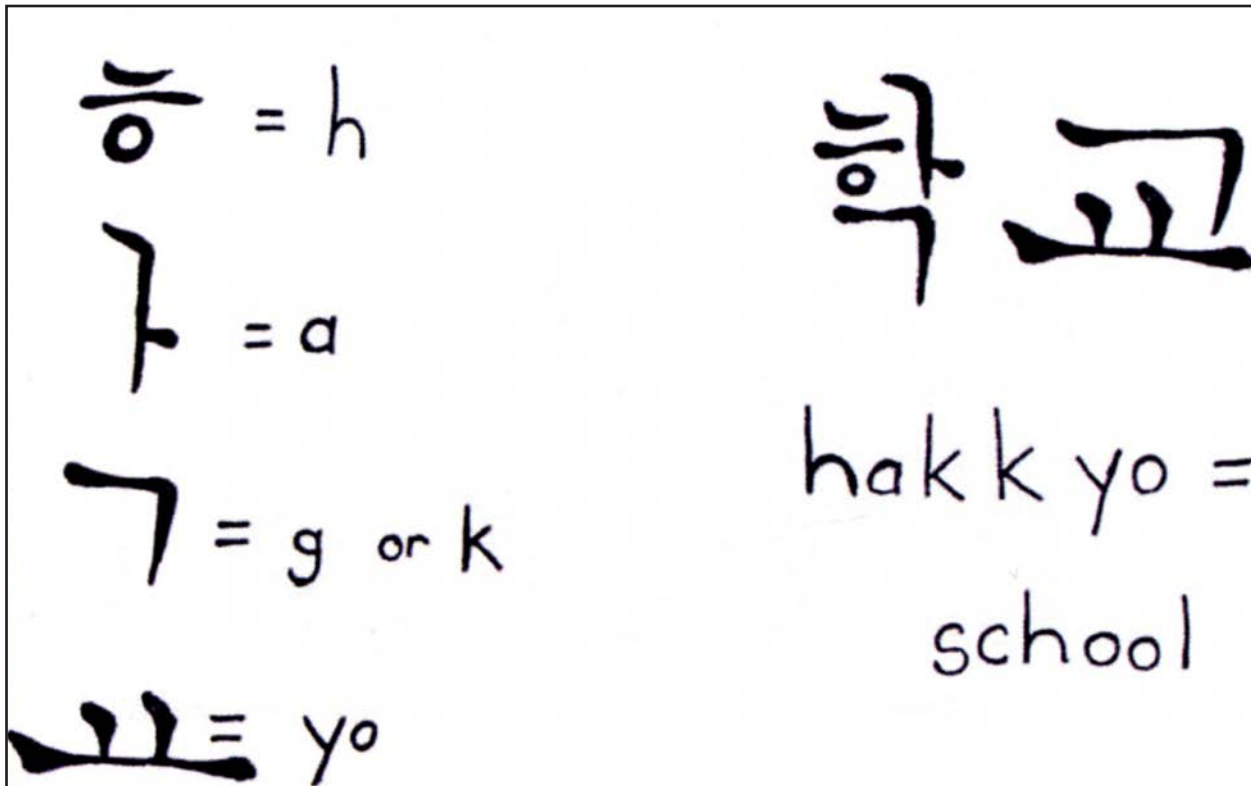 ㅎ = h
ㅏ = a
ㄱ = g or k
ㅛ = yo
학교
hakkyo =
school